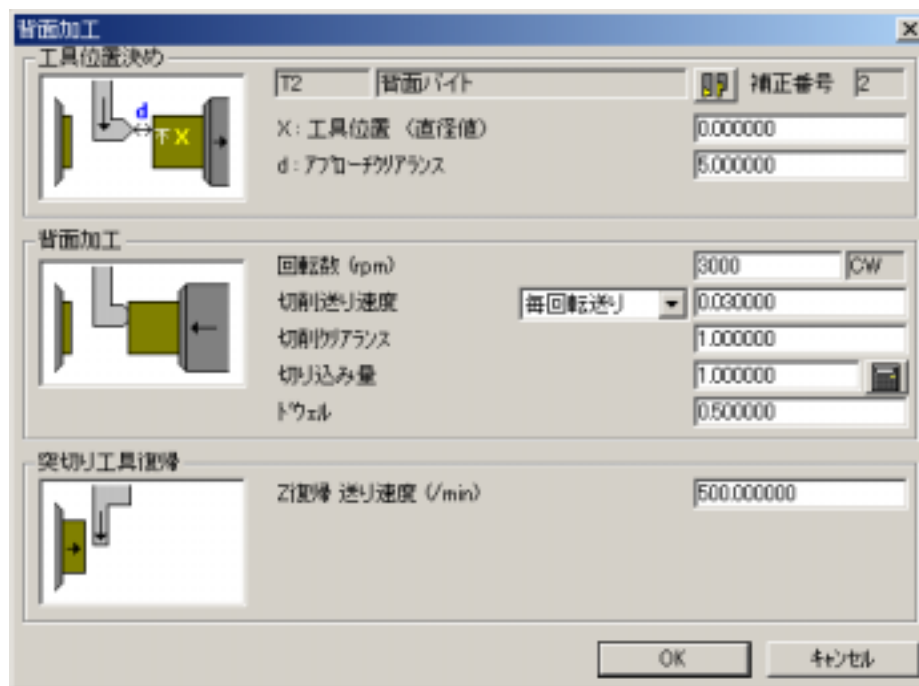 背面加工
工具位置決め
d
X
T2 背面バイト 補正番号 2
X：工具位置 （直径値） 0.000000
d：ｱﾌﾟﾛｰﾁｸﾘｱﾗﾝｽ 5.000000
背面加工
回転数 (rpm) 3000 CW
切削送り速度 毎回転送り 0.030000
切削ｸﾘｱﾗﾝｽ 1.000000
切り込み量 1.000000
ﾄﾞｳｪﾙ 0.500000
突切り工具復帰
Z復帰 送り速度 (/min) 500.000000
OK ｷｬﾝｾﾙ